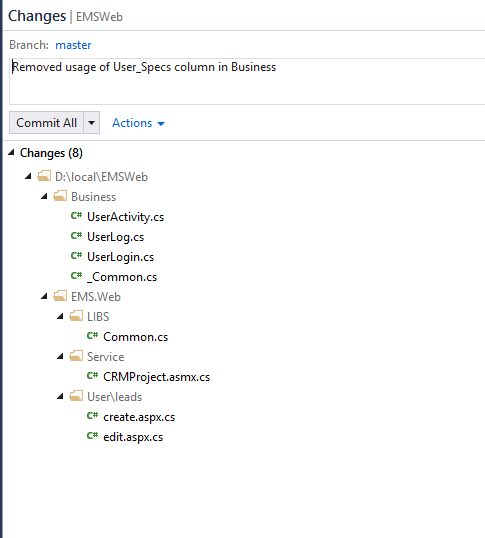 Changes | EMSWeb
Branch: master
Removed usage of User_Specs column in Business
Commit All Actions
Changes (8)
D:\local\EMSWeb
Business
C# UserActivity.cs
C# UserLog.cs
C# UserLogin.cs
C# _Common.cs
EMS.Web
LIBS
C# Common.cs
Service
C# CRMProject.asmx.cs
User\leads
C# create.aspx.cs
C# edit.aspx.cs